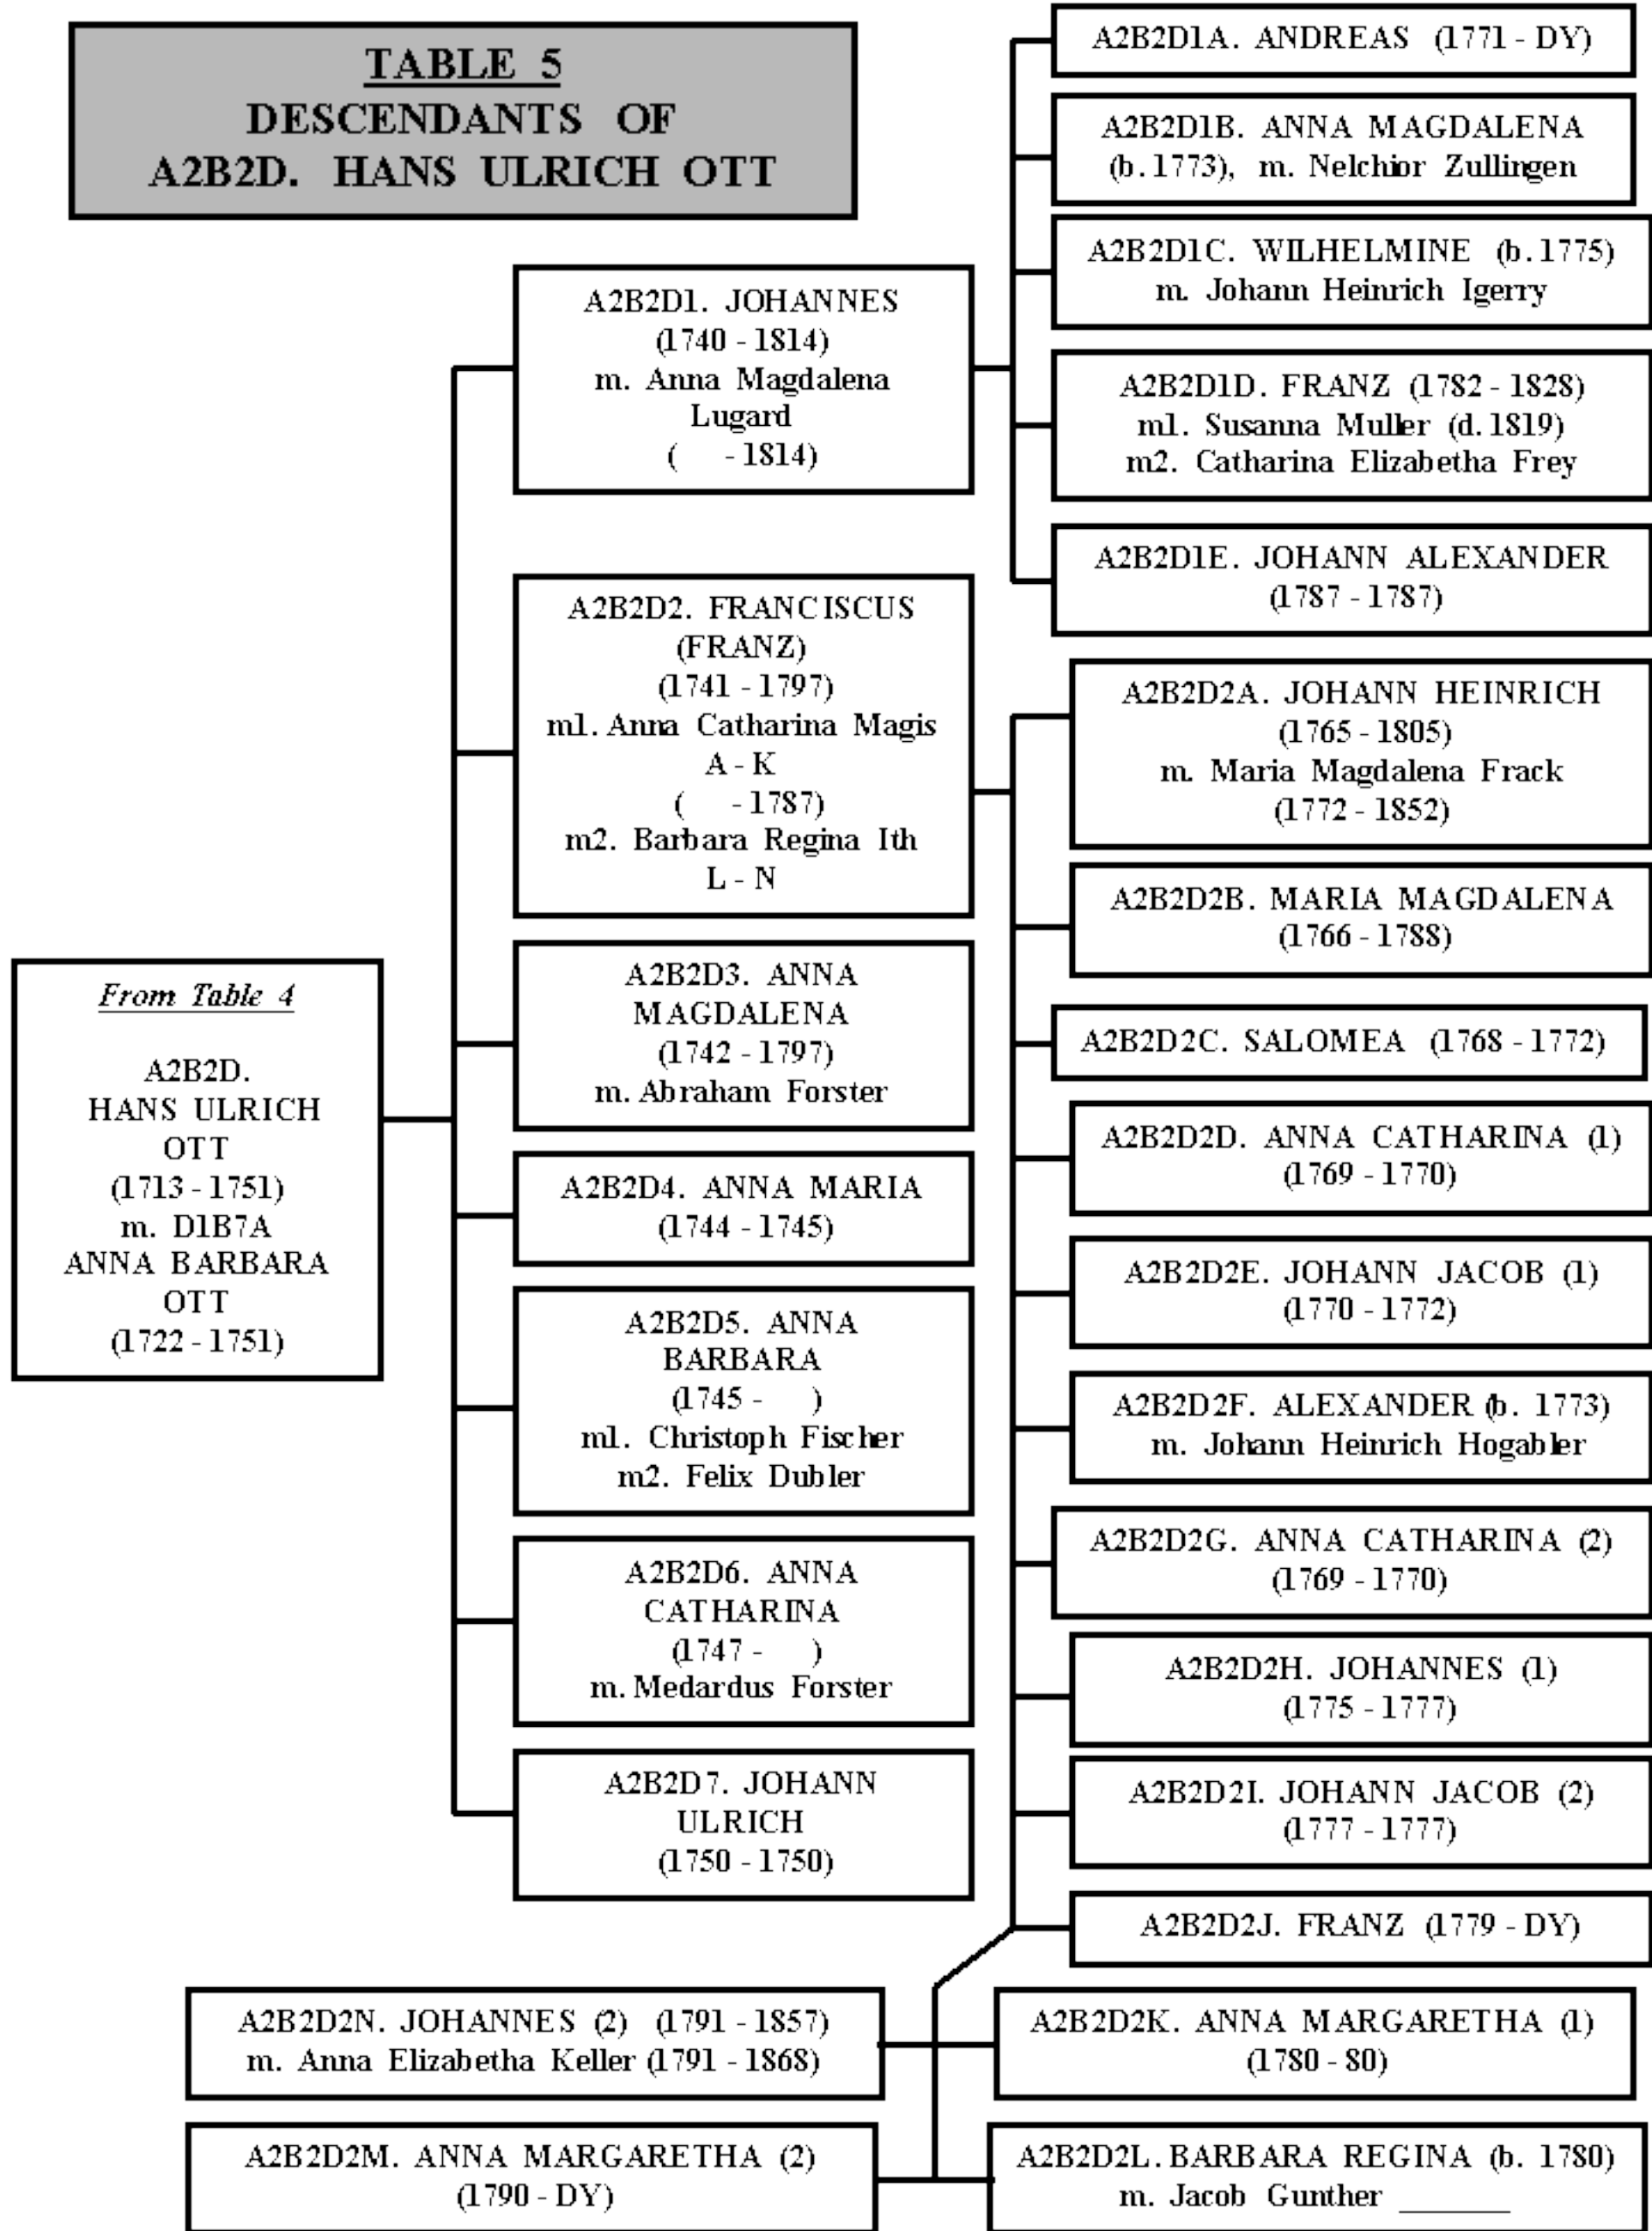 TABLE 5
DESCENDANTS OF
A2B2D. HANS ULRICH OTT
From Table 4
A2B2D.
HANS ULRICH
OTT
(1713 - 1751)
m. D1B7A
ANNA BARBARA
OTT
(1722 - 1751)
A2B2D1. JOHANNES
(1740 - 1814)
m. Anna Magdalena
Lugard
( - 1814)
A2B2D2. FRANCISCUS
(FRANZ)
(1741 - 1797)
m1. Anna Catharina Magis
A - K
( - 1787)
m2. Barbara Regina Ith
L - N
A2B2D3. ANNA
MAGDALENA
(1742 - 1797)
m. Abraham Forster
A2B2D4. ANNA MARIA
(1744 - 1745)
A2B2D5. ANNA
BARBARA
(1745 - )
m1. Christoph Fischer
m2. Felix Dubler
A2B2D6. ANNA
CATHARINA
(1747 - )
m. Medardus Forster
A2B2D7. JOHANN
ULRICH
(1750 - 1750)
A2B2D1A. ANDREAS (1771 - DY)
A2B2D1B. ANNA MAGDALENA
(b. 1773), m. Nelchior Zullingen
A2B2D1C. WILHELMINE (b. 1775)
m. Johann Heinrich Igerry
A2B2D1D. FRANZ (1782 - 1828)
m1. Susanna Muller (d. 1819)
m2. Catharina Elizabetha Frey
A2B2D1E. JOHANN ALEXANDER
(1787 - 1787)
A2B2D2A. JOHANN HEINRICH
(1765 - 1805)
m. Maria Magdalena Frack
(1772 - 1852)
A2B2D2B. MARIA MAGDALENA
(1766 - 1788)
A2B2D2C. SALOMEA (1768 - 1772)
A2B2D2D. ANNA CATHARINA (1)
(1769 - 1770)
A2B2D2E. JOHANN JACOB (1)
(1770 - 1772)
A2B2D2F. ALEXANDER (b. 1773)
m. Johann Heinrich Hogabler
A2B2D2G. ANNA CATHARINA (2)
(1769 - 1770)
A2B2D2H. JOHANNES (1)
(1775 - 1777)
A2B2D2I. JOHANN JACOB (2)
(1777 - 1777)
A2B2D2J. FRANZ (1779 - DY)
A2B2D2K. ANNA MARGARETHA (1)
(1780 - 80)
A2B2D2L. BARBARA REGINA (b. 1780)
m. Jacob Gunther _______
A2B2D2M. ANNA MARGARETHA (2)
(1790 - DY)
A2B2D2N. JOHANNES (2) (1791 - 1857)
m. Anna Elizabetha Keller (1791 - 1868)